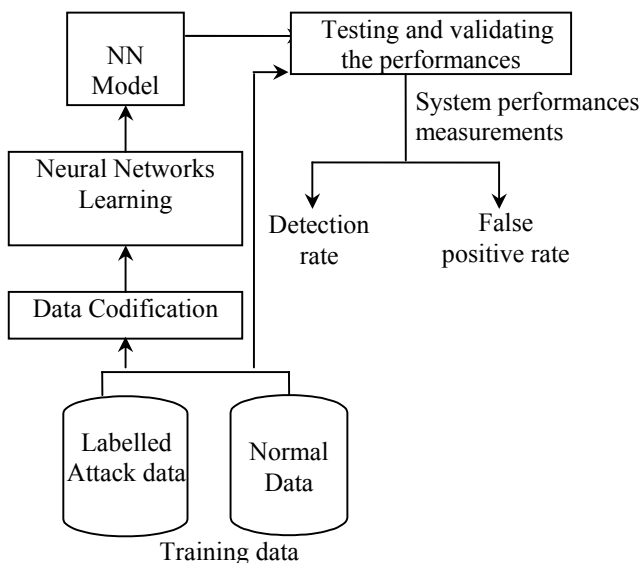 NN
Model
Testing and validating
the performances
System performances
measurements
Neural Networks
Learning
Detection
rate
False
positive rate
Data Codification
Labelled
Attack data
Normal
Data
Training data